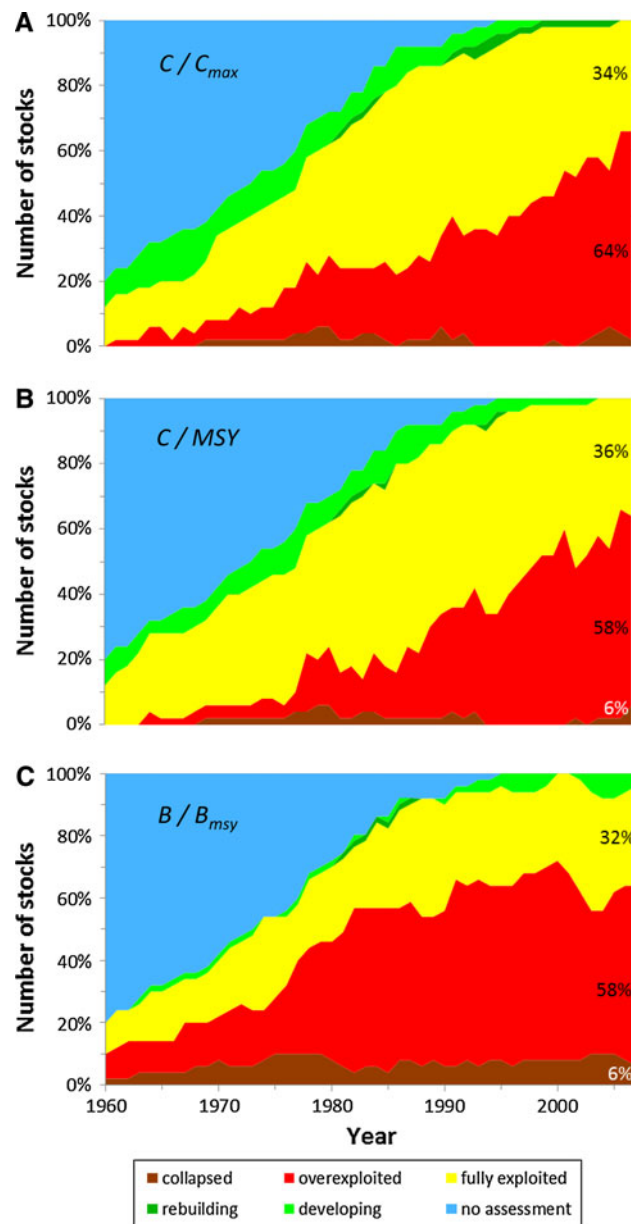 A
100%
80%
60%
40%
20%
0%
Number of stocks
C / Cmax
34%
64%
B
100%
80%
60%
40%
20%
0%
Number of stocks
C / MSY
36%
58%
6%
C
100%
80%
60%
40%
20%
0%
Number of stocks
B / Bmsy
32%
58%
6%
1960 1970 1980 1990 2000
Year
collapsed overexploited fully exploited
rebuilding developing no assessment